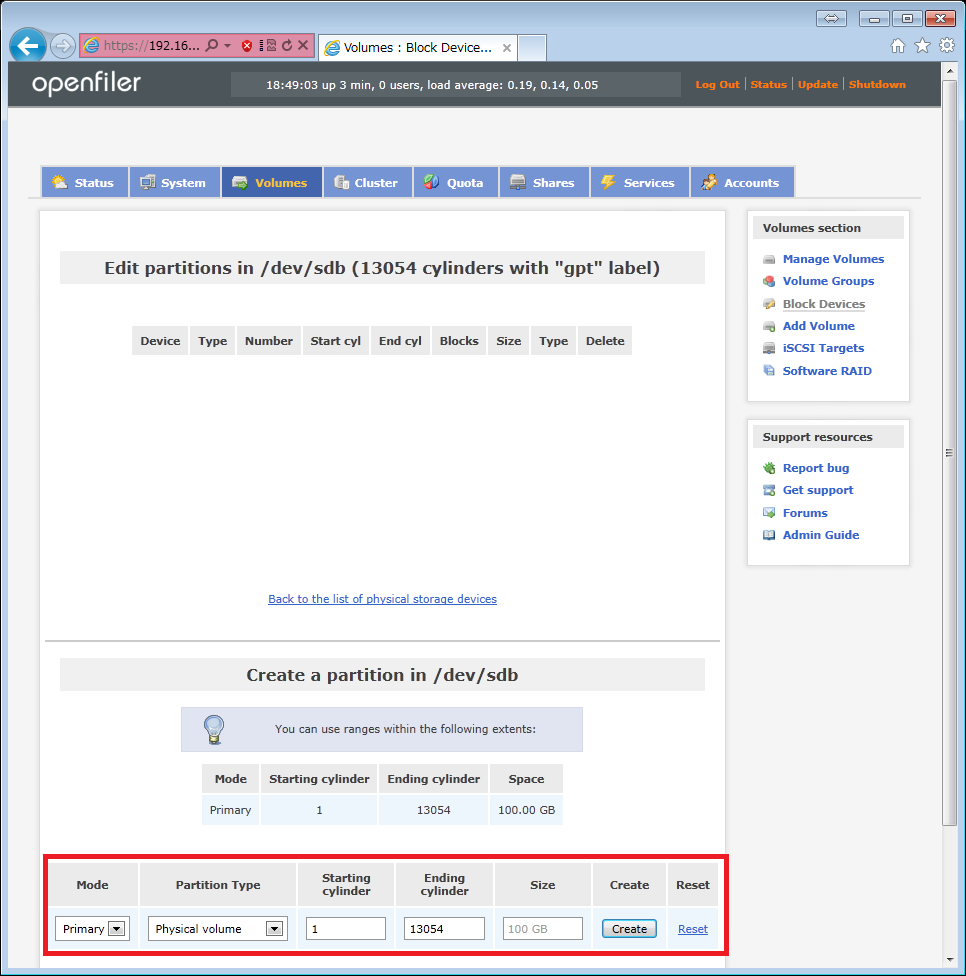 https://192.16...
Volumes : Block Device...
openfiler
18:49:03 up 3 min, 0 users, load average: 0.19, 0.14, 0.05
Log Out | Status | Update | Shutdown
Status System Volumes Cluster Quota Shares Services Accounts
Edit partitions in /dev/sdb (13054 cylinders with "gpt" label)
Device Type Number Start cyl End cyl Blocks Size Type Delete
Back to the list of physical storage devices
Create a partition in /dev/sdb
You can use ranges within the following extents:
Mode Starting cylinder Ending cylinder Space
Primary 1 13054 100.00 GB
Mode Partition Type Starting cylinder Ending cylinder Size Create Reset
Primary Physical volume 1 13054 100 GB Create Reset
Volumes section
Manage Volumes
Volume Groups
Block Devices
Add Volume
iSCSI Targets
Software RAID
Support resources
Report bug
Get support
Forums
Admin Guide